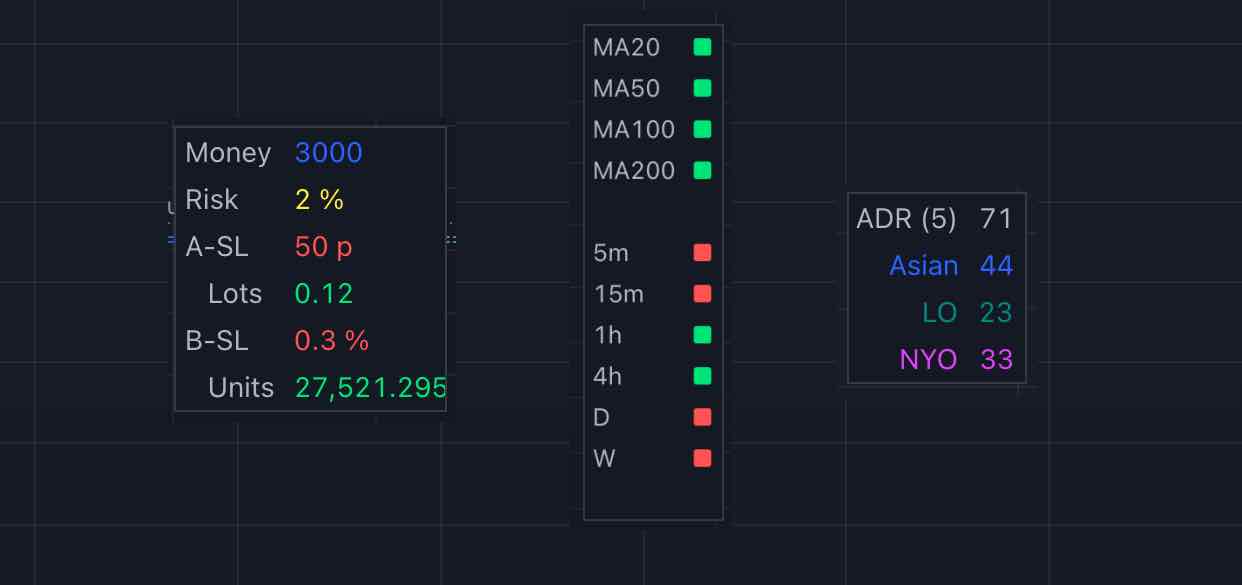 Money 3000
Risk 2 %
A-SL 50 p
Lots 0.12
B-SL 0.3 %
Units 27,521.295
MA20
MA50
MA100
MA200
5m
15m
1h
4h
D
W
ADR (5) 71
Asian 44
LO 23
NYO 33